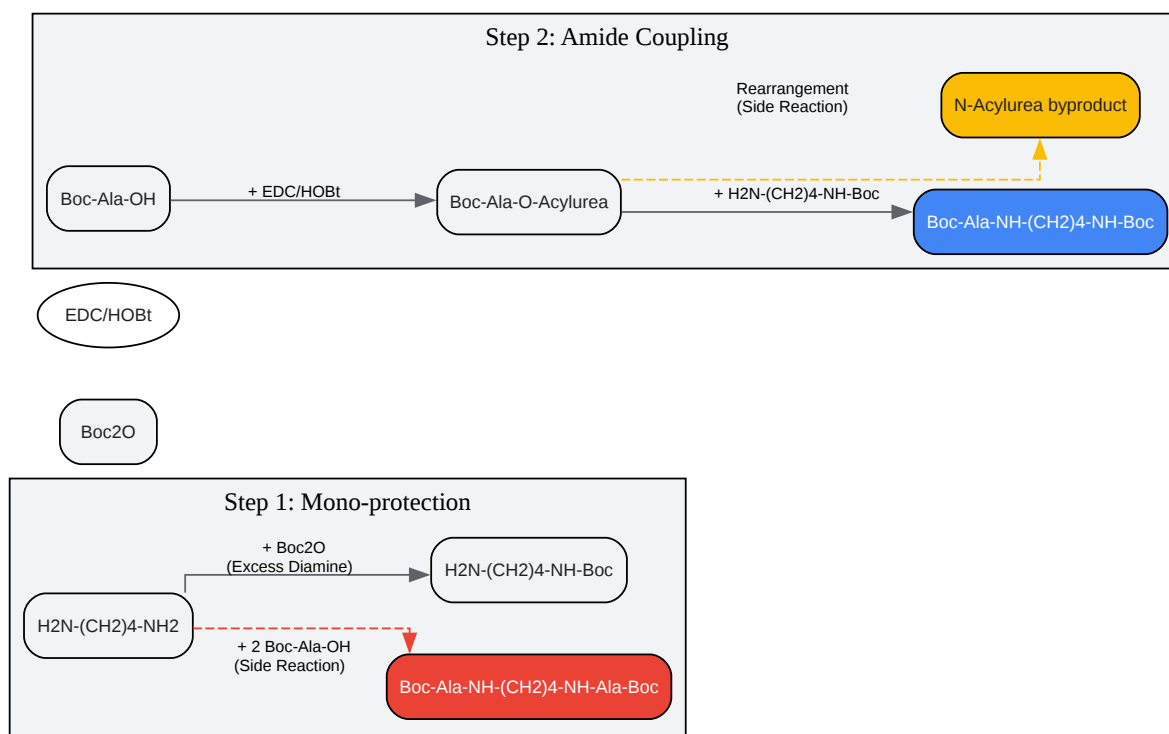 Step 2: Amide Coupling
Rearrangement
(Side Reaction)
N-Acylurea byproduct
Boc-Ala-OH
+ EDC/HOBt
Boc-Ala-O-Acylurea
+ H2N-(CH2)4-NH-Boc
Boc-Ala-NH-(CH2)4-NH-Boc
EDC/HOBt
Boc2O
Step 1: Mono-protection
+ Boc2O
(Excess Diamine)
H2N-(CH2)4-NH-Boc
H2N-(CH2)4-NH2
+ 2 Boc-Ala-OH
(Side Reaction)
Boc-Ala-NH-(CH2)4-NH-Ala-Boc